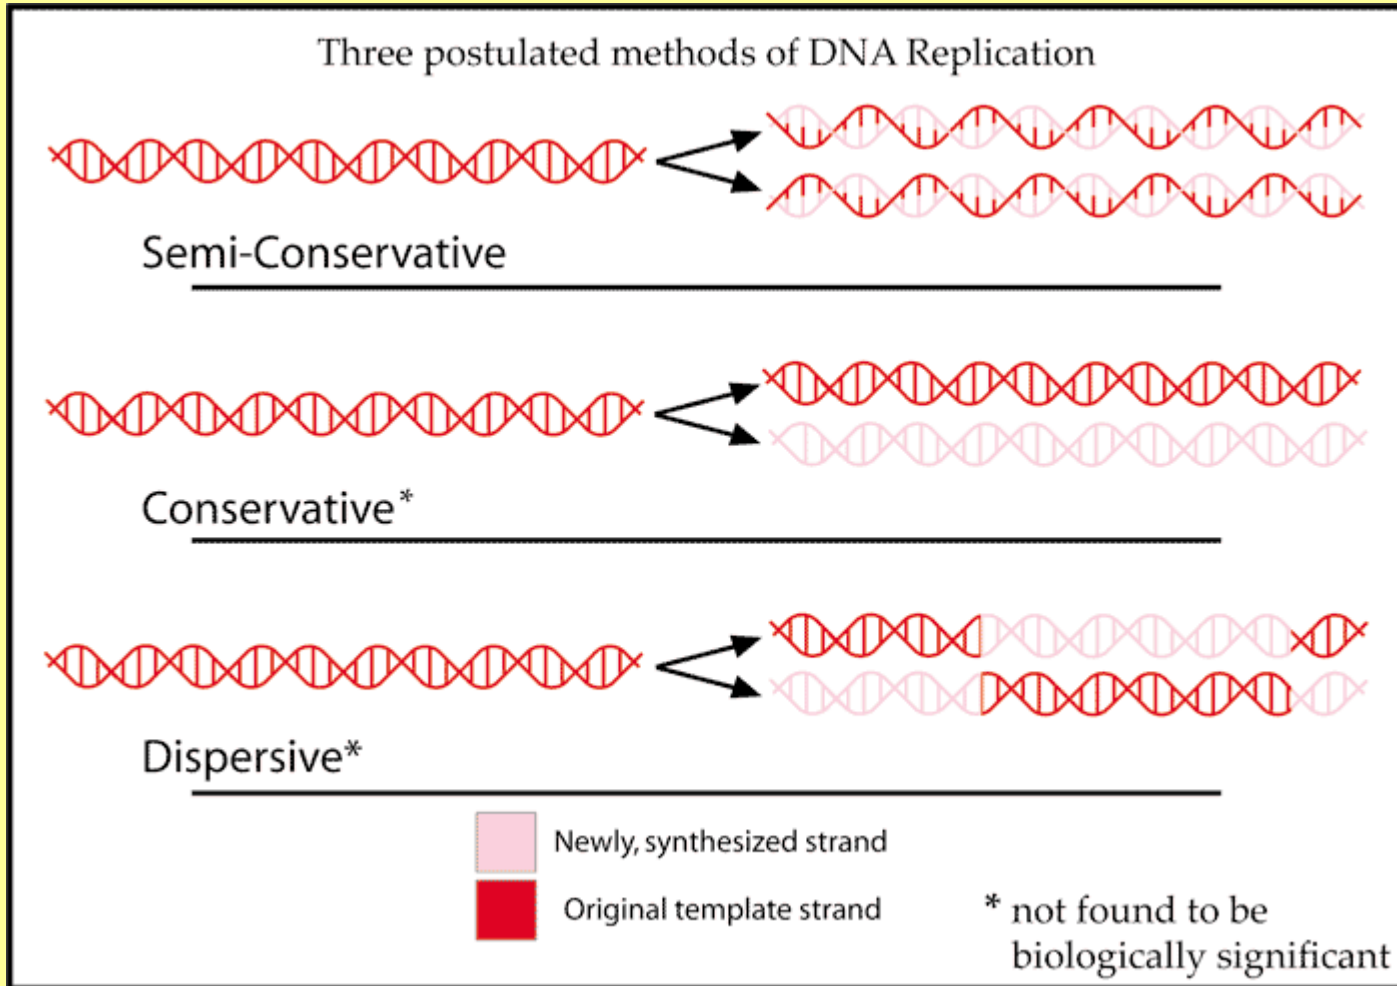 Three postulated methods of DNA Replication
Semi-Conservative
Conservative*
Dispersive*
Newly, synthesized strand
Original template strand
* not found to be
biologically significant